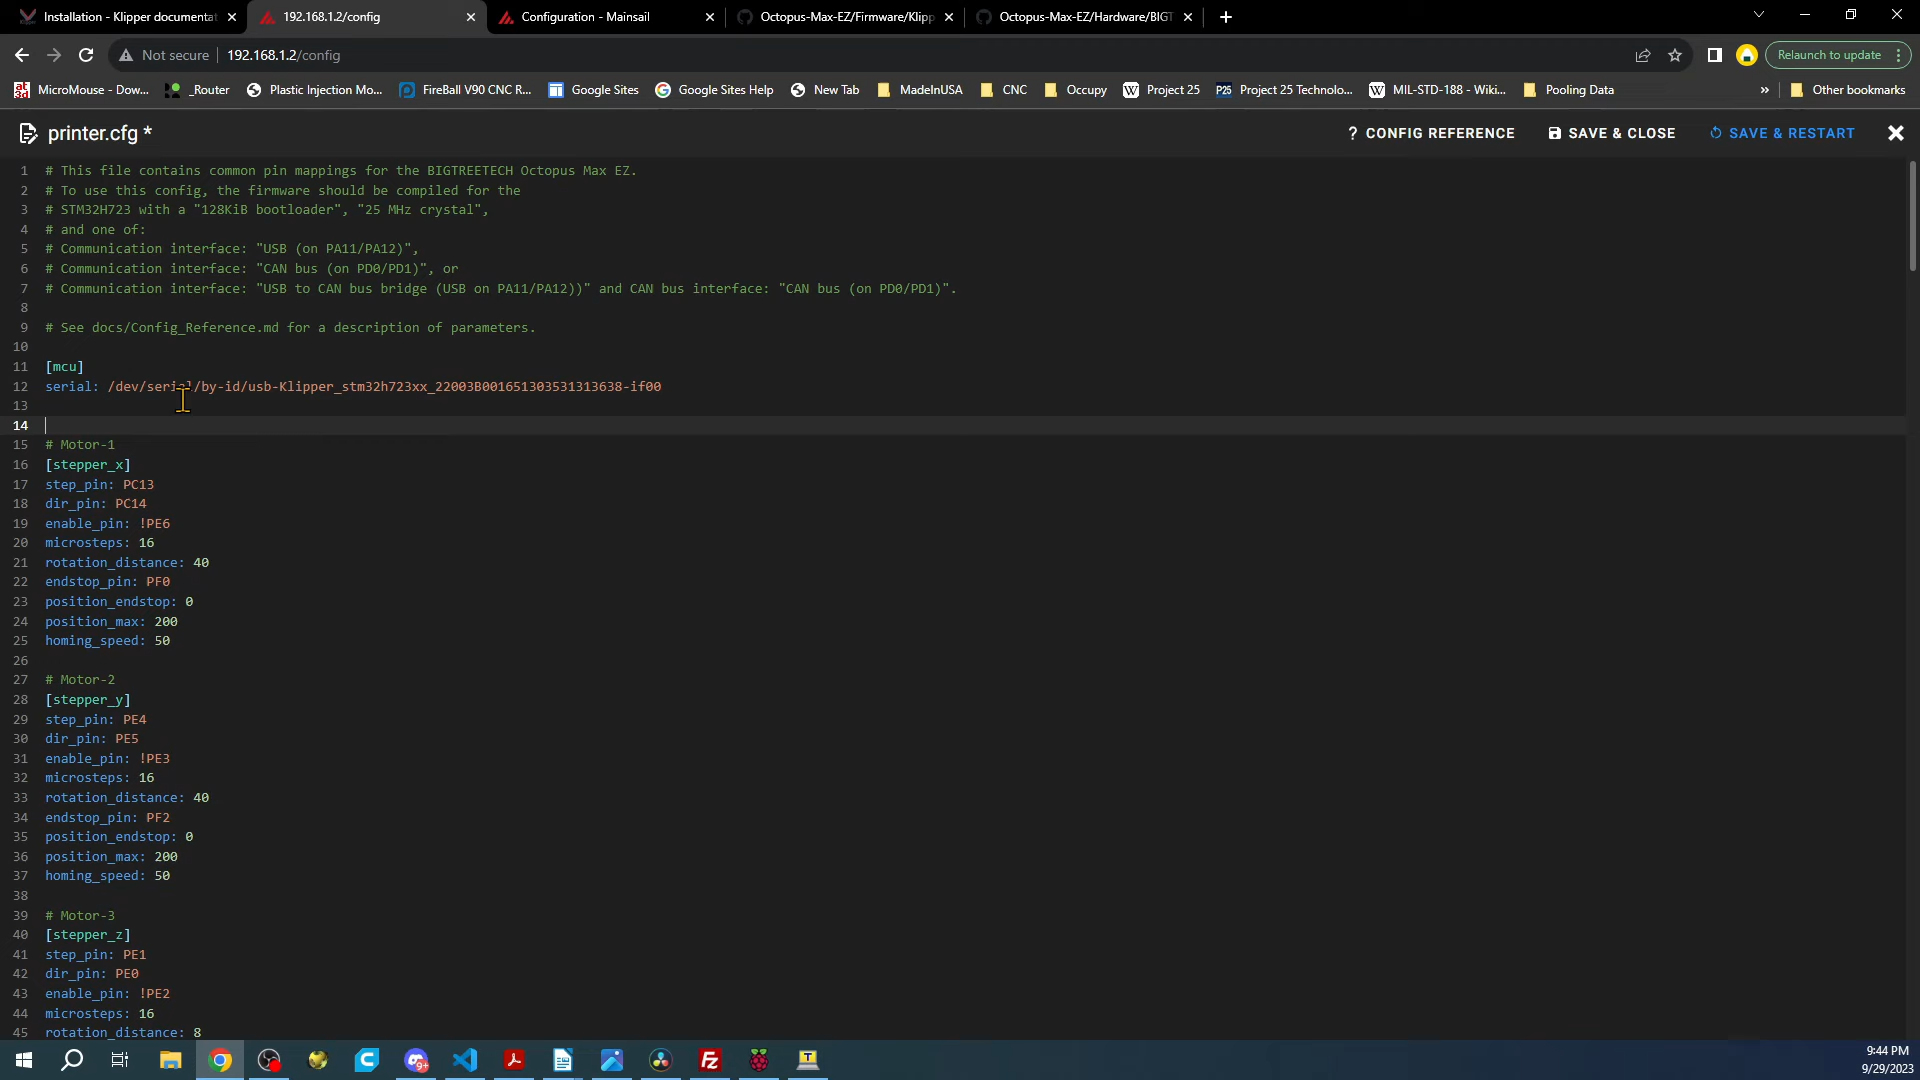 Installation - Klipper documentat
192.168.1.2/config
Configuration - Mainsail
Octopus-Max-EZ/Firmware/Klipp
Octopus-Max-EZ/Hardware/BIGT
Not secure
192.168.1.2/config
Relaunch to update
MicroMouse - Dow...
_Router
Plastic Injection Mo...
FireBall V90 CNC R...
Google Sites
Google Sites Help
New Tab
MadeInUSA
CNC
Occupy
Project 25
P25 Project 25 Technolo...
MIL-STD-188 - Wiki...
Pooling Data
»
Other bookmarks
printer.cfg *
? CONFIG REFERENCE
SAVE & CLOSE
SAVE & RESTART
1 # This file contains common pin mappings for the BIGTREETECH Octopus Max EZ.
2 # To use this config, the firmware should be compiled for the
3 # STM32H723 with a "128KiB bootloader", "25 MHz crystal",
4 # and one of:
5 # Communication interface: "USB (on PA11/PA12)",
6 # Communication interface: "CAN bus (on PD0/PD1)", or
7 # Communication interface: "USB to CAN bus bridge (USB on PA11/PA12))" and CAN bus interface: "CAN bus (on PD0/PD1)".
8
9 # See docs/Config_Reference.md for a description of parameters.
10
11 [mcu]
12 serial: /dev/serial/by-id/usb-Klipper_stm32h723xx_22003B001651303531313638-if00
13
14
15 # Motor-1
16 [stepper_x]
17 step_pin: PC13
18 dir_pin: PC14
19 enable_pin: !PE6
20 microsteps: 16
21 rotation_distance: 40
22 endstop_pin: PF0
23 position_endstop: 0
24 position_max: 200
25 homing_speed: 50
26
27 # Motor-2
28 [stepper_y]
29 step_pin: PE4
30 dir_pin: PE5
31 enable_pin: !PE3
32 microsteps: 16
33 rotation_distance: 40
34 endstop_pin: PF2
35 position_endstop: 0
36 position_max: 200
37 homing_speed: 50
38
39 # Motor-3
40 [stepper_z]
41 step_pin: PE1
42 dir_pin: PE0
43 enable_pin: !PE2
44 microsteps: 16
45 rotation_distance: 8
9:44 PM
9/29/2023